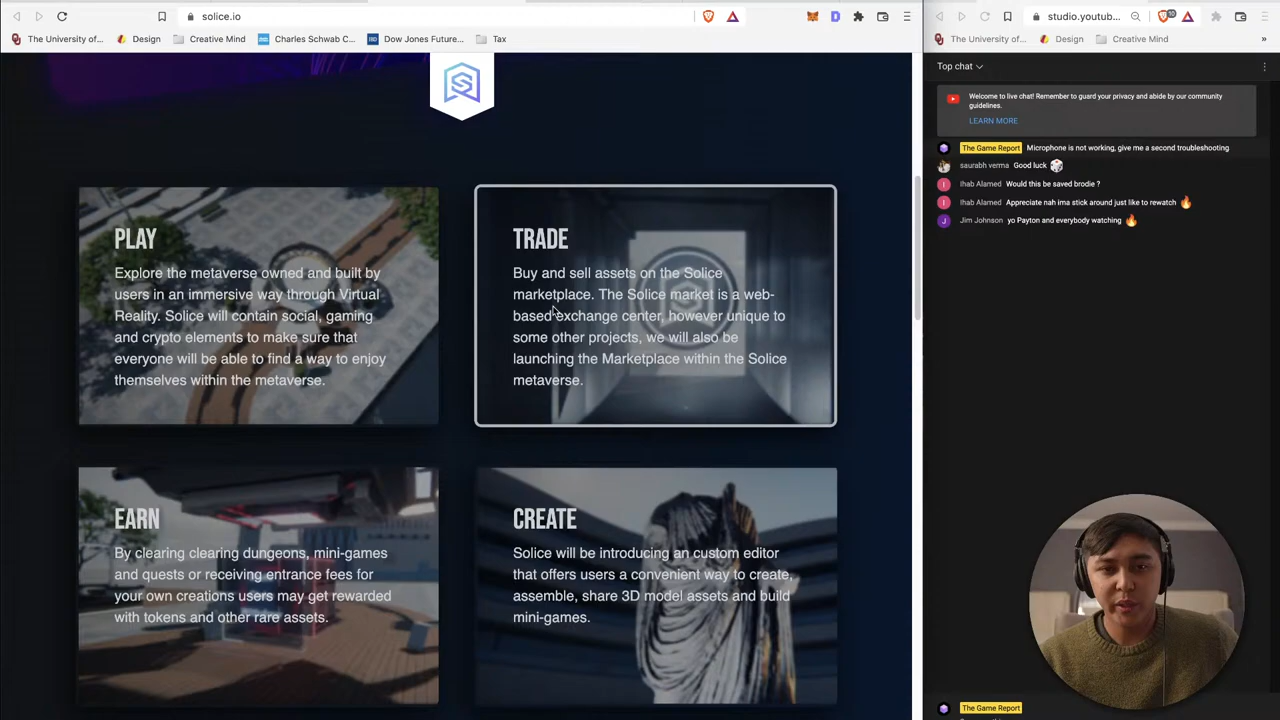 solice.io
The University of...
Design
Creative Mind
Charles Schwab C...
Dow Jones Future...
Tax
PLAY
Explore the metaverse owned and built by
users in an immersive way through Virtual
Reality. Solice will contain social, gaming
and crypto elements to make sure that
everyone will be able to find a way to enjoy
themselves within the metaverse.
TRADE
Buy and sell assets on the Solice
marketplace. The Solice market is a web-
based exchange center, however unique to
some other projects, we will also be
launching the Marketplace within the Solice
metaverse.
EARN
By clearing clearing dungeons, mini-games
and quests or receiving entrance fees for
your own creations users may get rewarded
with tokens and other rare assets.
CREATE
Solice will be introducing an custom editor
that offers users a convenient way to create,
assemble, share 3D model assets and build
mini-games.
studio.youtub...
10
The University of...
Design
Creative Mind
»
Top chat
Welcome to live chat! Remember to guard your privacy and abide by our community
guidelines.
LEARN MORE
The Game Report Microphone is not working, give me a second troubleshooting
saurabh verma Good luck
I Ihab Alamed Would this be saved brodie ?
I Ihab Alamed Appreciate nah ima stick around just like to rewatch
J Jim Johnson yo Payton and everybody watching
The Game Report